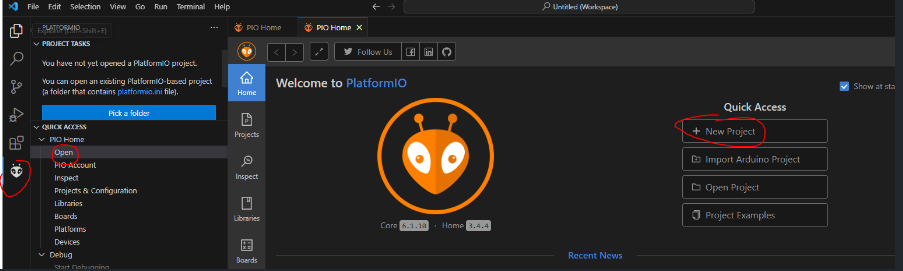 File Edit Selection View Go Run Terminal Help
Untitled (Workspace)
PLATFORMIO
PIO Home
PIO Home
PROJECT TASKS
You have not yet opened a PlatformIO project.
You can open an existing PlatformIO-based project
(a folder that contains platformio.ini file).
Pick a folder
QUICK ACCESS
PIO Home
Open
PIO Account
Inspect
Projects & Configuration
Libraries
Boards
Platforms
Devices
Debug
Start Debugging
Home
Projects
Inspect
Libraries
Boards
Follow Us
Welcome to PlatformIO
Show at sta
Core 6.1.10 · Home 3.4.4
Quick Access
New Project
Import Arduino Project
Open Project
Project Examples
Recent News